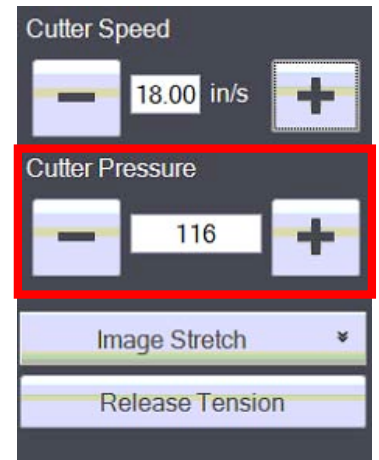 Cutter Speed
18.00 in/s
Cutter Pressure
116
Image Stretch
Release Tension